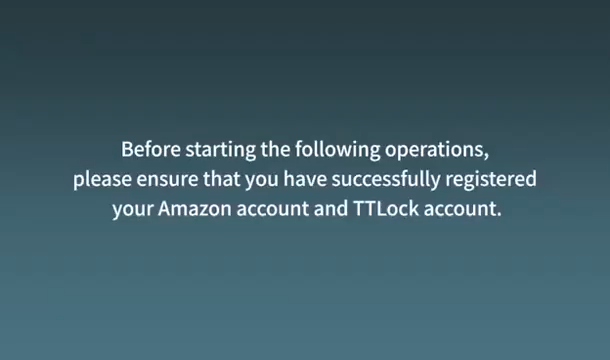 Before starting the following operations,
please ensure that you have successfully registered
your Amazon account and TTLock account.